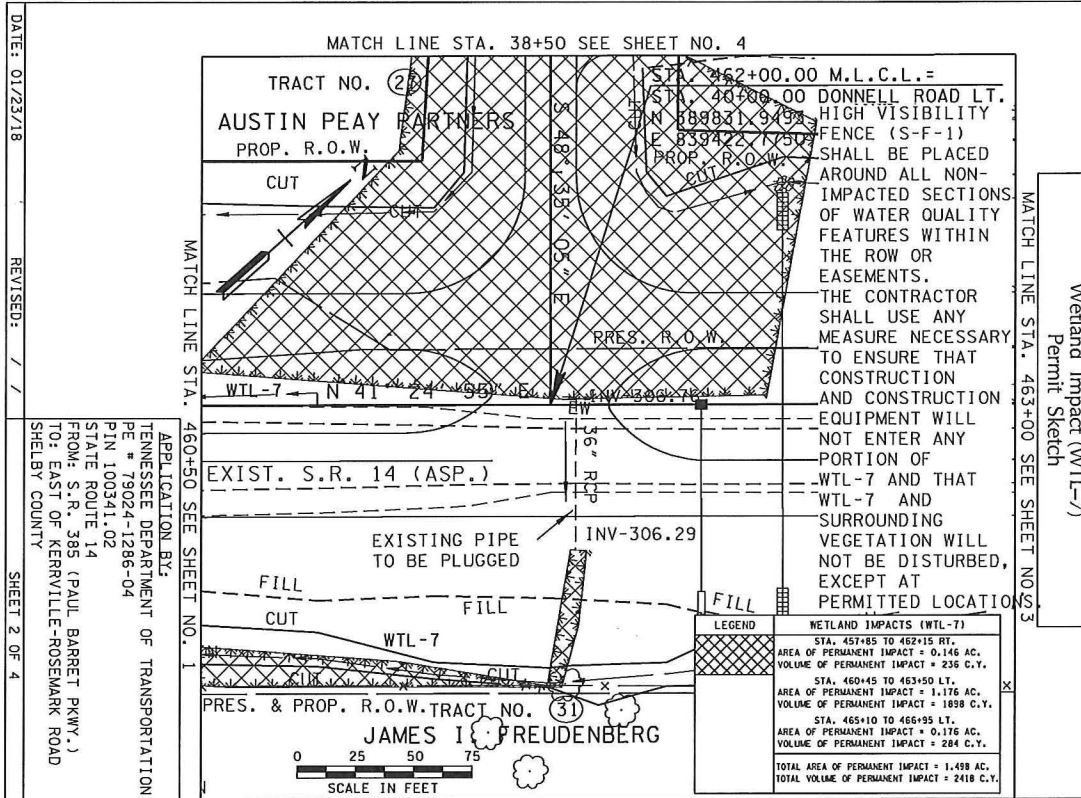 MATCH LINE STA. 38+50 SEE SHEET NO. 4
TRACT NO. 27
AUSTIN PEAY PARTNERS
PROP. R.O.W.
CUT
CUT
STA. 462+00.00 M.L.C.L.=
STA. 40+00.00 DONNELL ROAD LT.
PROP. R.O.W.
CUT
HIGH VISIBILITY
FENCE (S-F-1)
SHALL BE PLACED
AROUND ALL NON-
IMPACTED SECTIONS
OF WATER QUALITY
FEATURES WITHIN
THE ROW OR
EASEMENTS.
THE CONTRACTOR
SHALL USE ANY
MEASURE NECESSARY
TO ENSURE THAT
CONSTRUCTION
AND CONSTRUCTION
EQUIPMENT WILL
NOT ENTER ANY
PORTION OF
WTL-7 AND THAT
WTL-7 AND
SURROUNDING
VEGETATION WILL
NOT BE DISTURBED,
EXCEPT AT
PERMITTED LOCATIONS.
S 48° 35' 05" E
PRES. R.O.W.
WTL-7
N 41 24' 55" E
36" RCP
EXIST. S.R. 14 (ASP.)
EXISTING PIPE
TO BE PLUGGED
INV-306.29
FILL
FILL
FILL
CUT
WTL-7
CUT
CUT
PRES. & PROP. R.O.W.
TRACT NO. 31
JAMES I. FREUDENBERG
0 25 50 75
SCALE IN FEET
LEGEND
WETLAND IMPACTS (WTL-7)
STA. 457+85 TO 462+15 RT.
AREA OF PERMANENT IMPACT = 0.146 AC.
VOLUME OF PERMANENT IMPACT = 236 C.Y.
STA. 460+45 TO 463+50 LT.
AREA OF PERMANENT IMPACT = 1.176 AC.
VOLUME OF PERMANENT IMPACT = 1898 C.Y.
STA. 465+10 TO 466+95 LT.
AREA OF PERMANENT IMPACT = 0.176 AC.
VOLUME OF PERMANENT IMPACT = 284 C.Y.
TOTAL AREA OF PERMANENT IMPACT = 1.498 AC.
TOTAL VOLUME OF PERMANENT IMPACT = 2418 C.Y.
MATCH LINE STA. 460+50 SEE SHEET NO. 1
MATCH LINE STA. 463+00 SEE SHEET NO. 3
Wetland Impact (WTL-7)
Permit Sketch
APPLICATION BY:
TENNESSEE DEPARTMENT OF TRANSPORTATION
PE # 79024-1286-04
PIN 100341.02
STATE ROUTE 14
FROM: S.R. 385 (PAUL BARRET PKWY.)
TO: EAST OF KERRVILLE-ROSEMARK ROAD
SHELBY COUNTY
DATE: 01/23/18
REVISED: / /
SHEET 2 OF 4